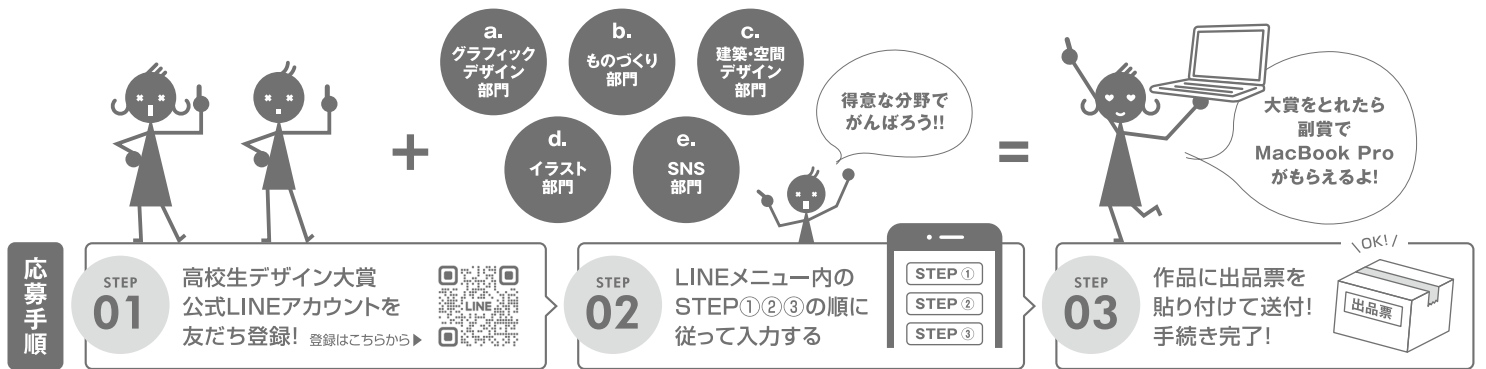 a.
グラフィック
デザイン
部門
b.
ものづくり
部門
c.
建築・空間
デザイン
部門
d.
イラスト
部門
e.
SNS
部門
得意な分野で
がんばろう!!
+
=
大賞をとれたら
副賞で
MacBook Pro
がもらえるよ!
応募手順
STEP
01
高校生デザイン大賞
公式LINEアカウントを
友だち登録! 登録はこちらから▶
LINE
STEP
02
LINEメニュー内の
STEP①②③の順に
従って入力する
STEP ①
STEP ②
STEP ③
STEP
03
作品に出品票を
貼り付けて送付!
手続き完了!
\OK!/
出品票